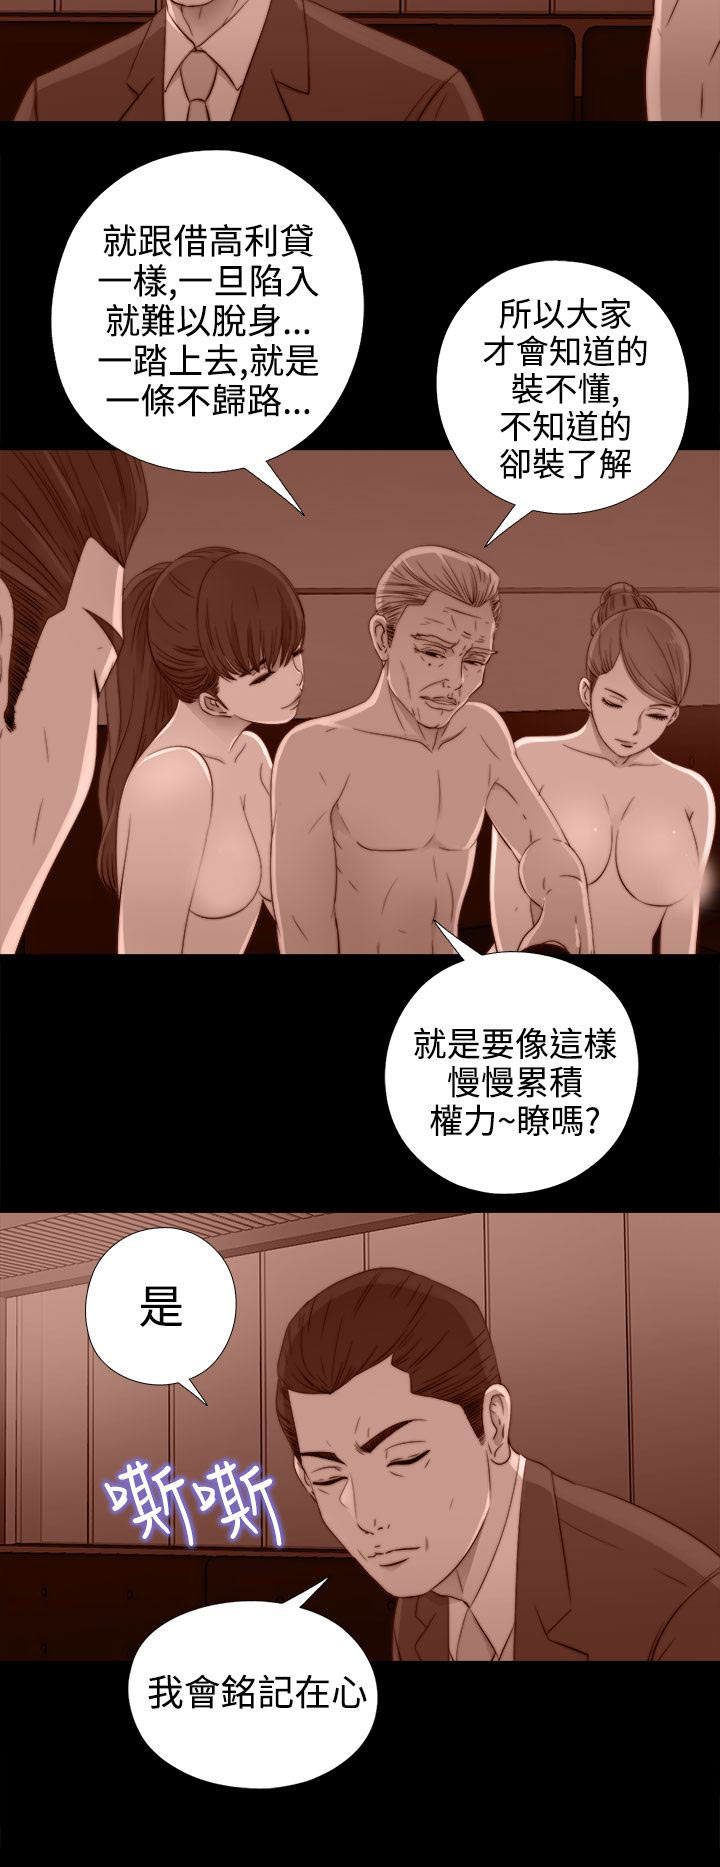 就跟借高利貸
一樣,一旦陷入
就難以脫身...
一踏上去,就是
一條不歸路...
所以大家
才會知道的
裝不懂,
不知道的
卻裝了解
就是要像這樣
慢慢累積
權力~瞭嗎?
是
嘶嘶
我會銘記在心